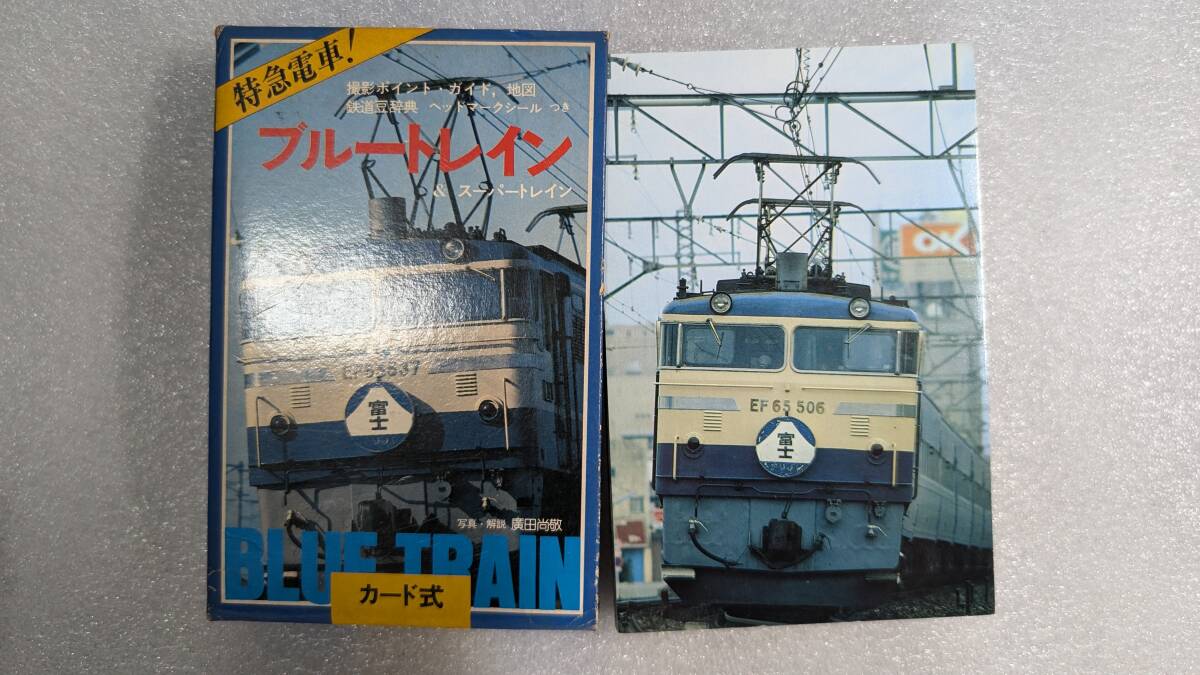 特急電車!
撮影ポイント・ガイド, 地図
鉄道豆辞典 ヘッドマークシール つき
ブルートレイン
& スーパートレイン
富士
写真・解説 廣田尚敬
BLUE TRAIN
カード式
OK
EF 65 506
富士